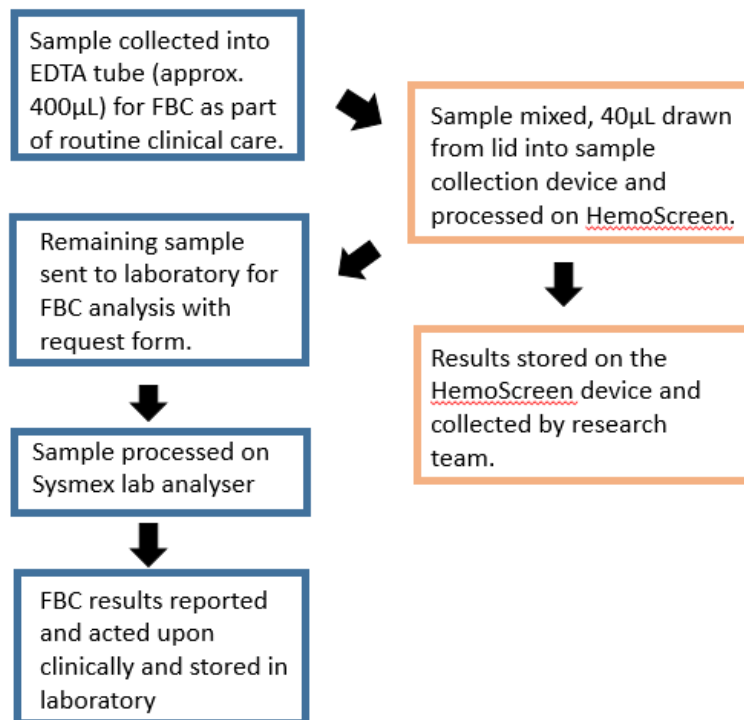 Sample collected into
EDTA tube (approx.
400µL) for FBC as part
of routine clinical care.
Sample mixed, 40µL drawn
from lid into sample
collection device and
processed on HemoScreen.
Remaining sample
sent to laboratory for
FBC analysis with
request form.
Results stored on the
HemoScreen device and
collected by research
team.
Sample processed on
Sysmex lab analyser
FBC results reported
and acted upon
clinically and stored in
laboratory